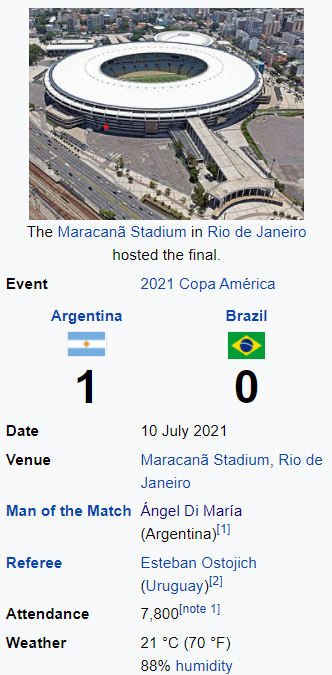 The Maracanã Stadium in Rio de Janeiro
hosted the final.
Event 2021 Copa América
Argentina Brazil
1 0
Date 10 July 2021
Venue Maracanã Stadium, Rio de
Janeiro
Man of the Match Ángel Di María
(Argentina)[1]
Referee Esteban Ostojich
(Uruguay)[2]
Attendance 7,800[note 1]
Weather 21 °C (70 °F)
88% humidity